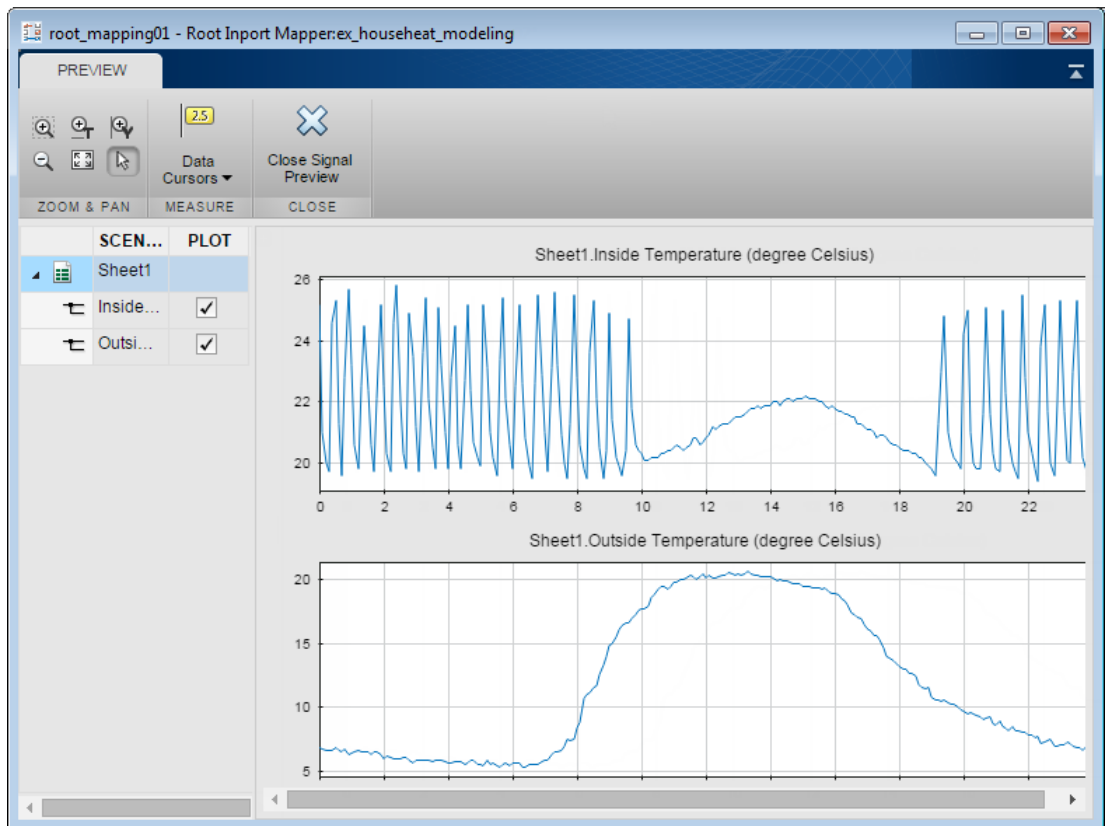 root_mapping01 - Root Inport Mapper:ex_househeat_modeling
PREVIEW
2.5
Data
Cursors
Close Signal
Preview
ZOOM & PAN
MEASURE
CLOSE
SCEN... PLOT
Sheet1
Inside...
Outsi...
Sheet1.Inside Temperature (degree Celsius)
26
24
22
20
0 2 4 6 8 10 12 14 16 18 20 22
Sheet1.Outside Temperature (degree Celsius)
20
15
10
5